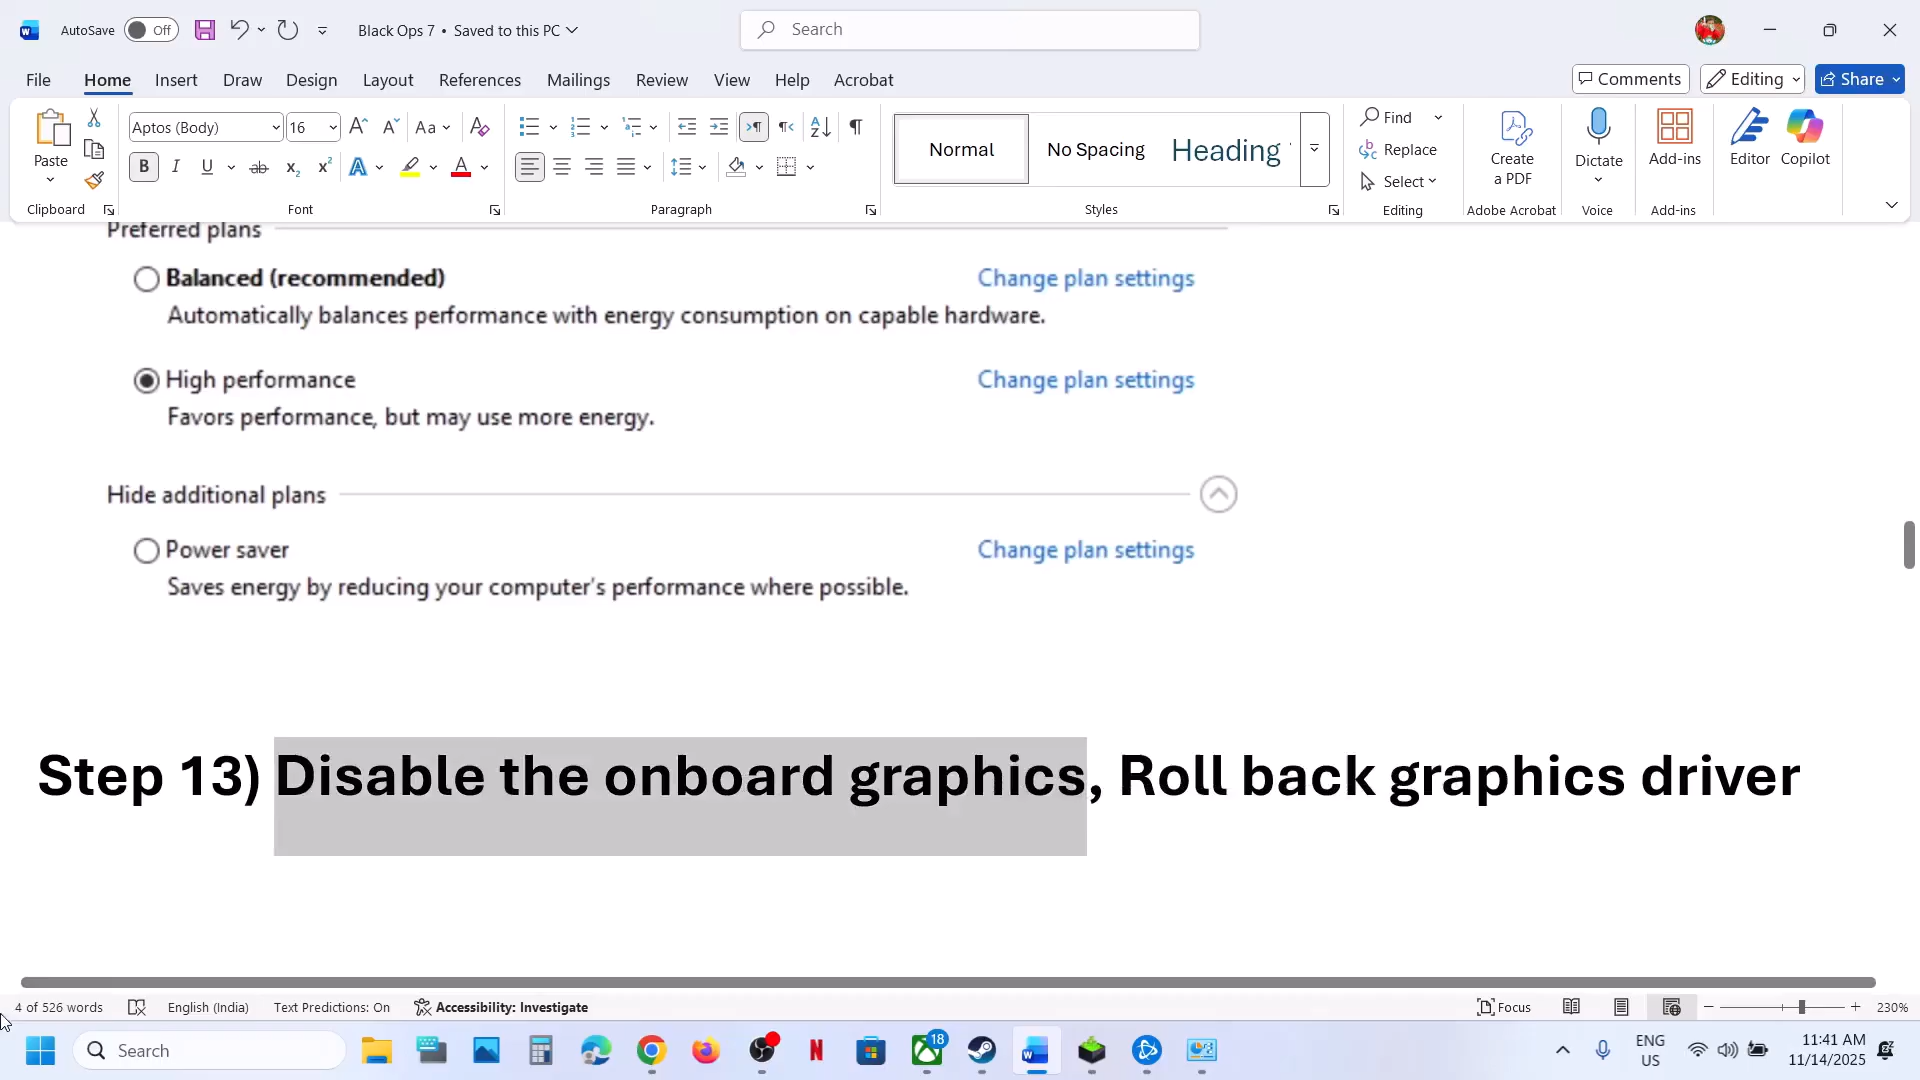 AutoSave
Off
Black Ops 7 • Saved to this PC
Search
File
Home
Insert
Draw
Design
Layout
References
Mailings
Review
View
Help
Acrobat
Comments
Editing
Share
Paste
Clipboard
Aptos (Body)
16
Font
Paragraph
Normal
No Spacing
Heading
Styles
Find
Replace
Select
Editing
Create
a PDF
Adobe Acrobat
Dictate
Voice
Add-ins
Add-ins
Editor
Copilot
Preferred plans
Balanced (recommended)
Change plan settings
Automatically balances performance with energy consumption on capable hardware.
High performance
Change plan settings
Favors performance, but may use more energy.
Hide additional plans
Power saver
Change plan settings
Saves energy by reducing your computer's performance where possible.
Step 13) Disable the onboard graphics, Roll back graphics driver
4 of 526 words
English (India)
Text Predictions: On
Accessibility: Investigate
Focus
230%
Search
18
ENG
US
11:41 AM
11/14/2025